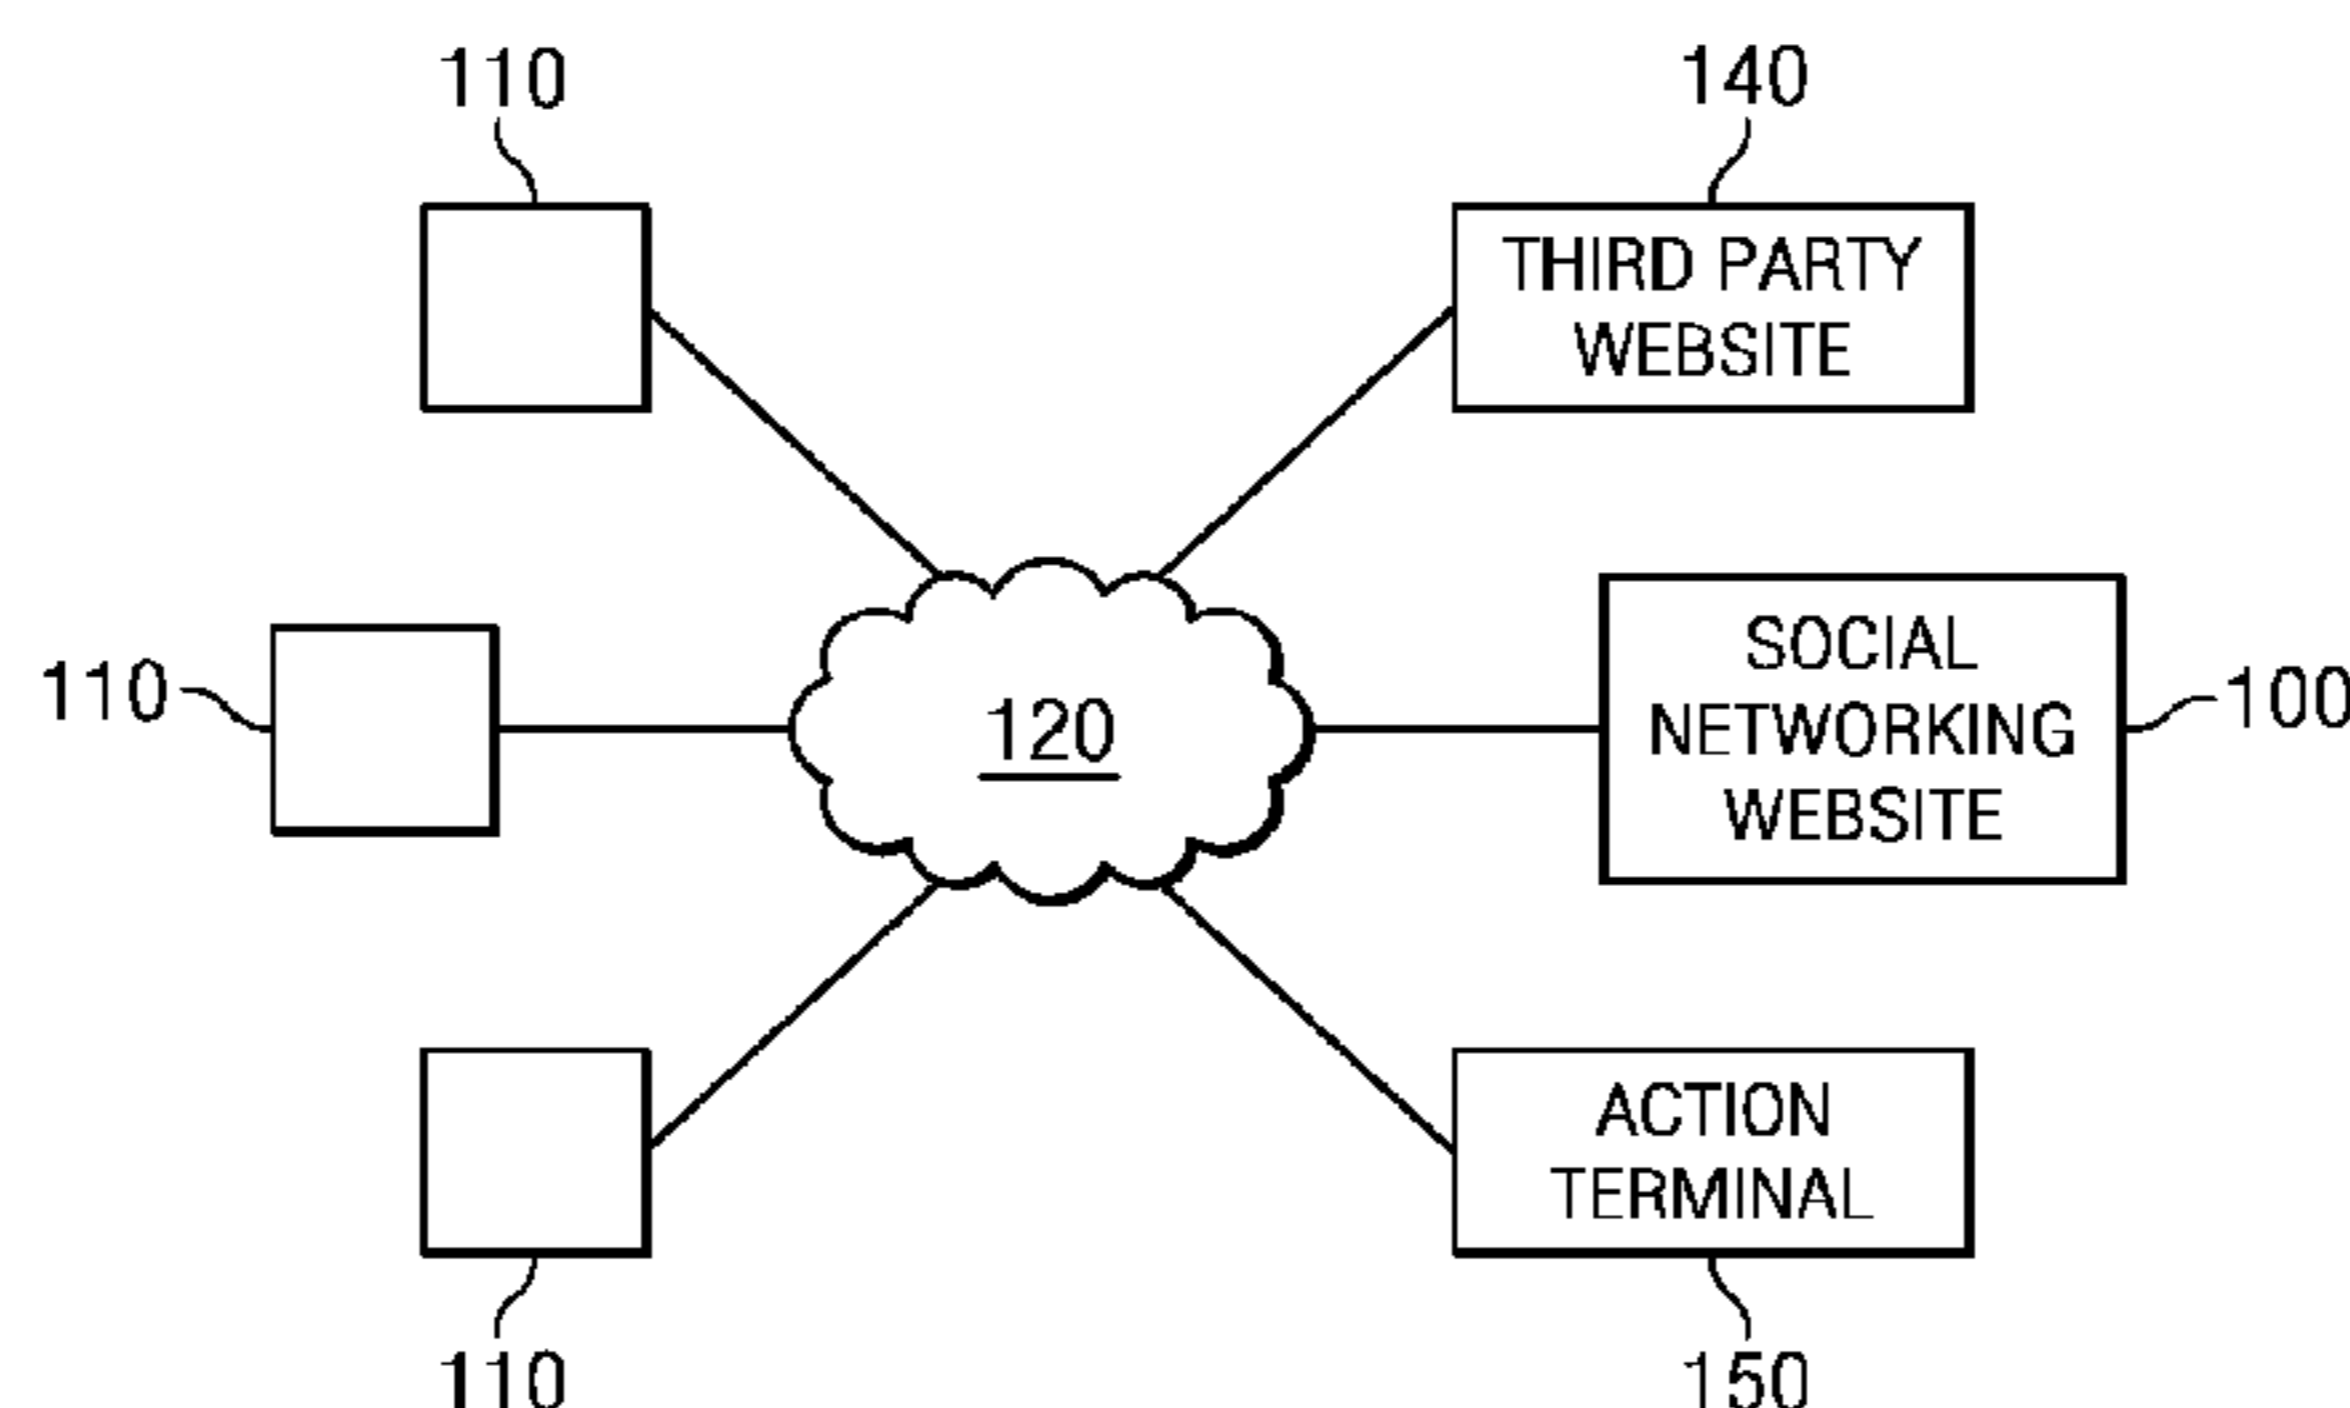 110
140
THIRD PARTY
WEBSITE
110
120
SOCIAL
NETWORKING
WEBSITE
100
ACTION
TERMINAL
110
150